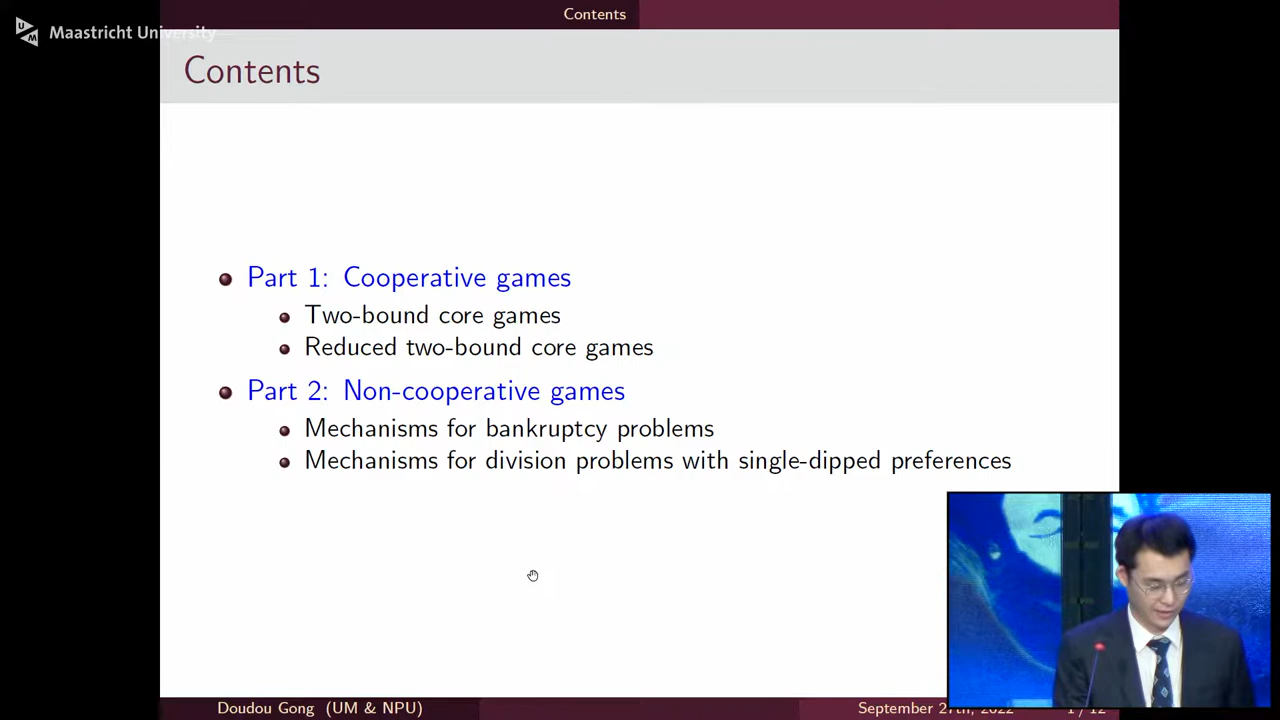 Contents
Maastricht University
Contents
Part 1: Cooperative games
Two-bound core games
Reduced two-bound core games
Part 2: Non-cooperative games
Mechanisms for bankruptcy problems
Mechanisms for division problems with single-dipped preferences
Doudou Gong (UM & NPU)
September 27th, 2022 1 / 12